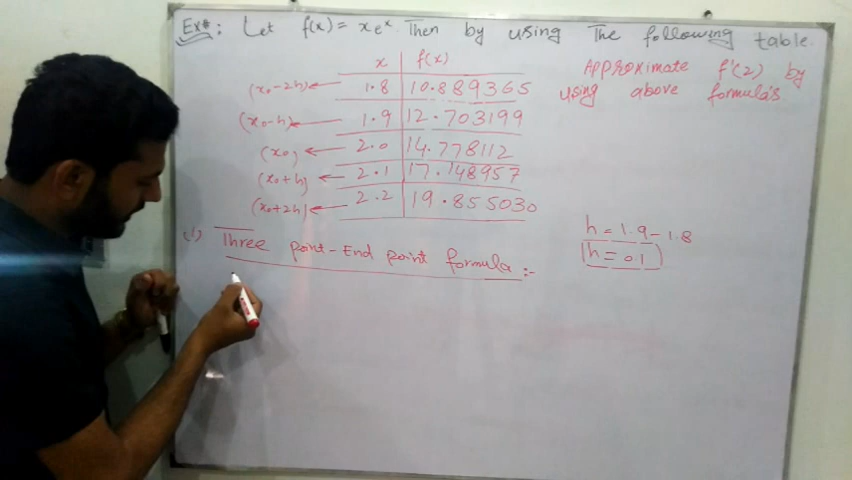 Ex#: Let f(x) = xeˣ. Then by using The following table.
Approximate f'(2) by
using above formula's
x f(x)
(x₀-2h) ← 1.8 10.889365
(x₀-h) ← 1.9 12.703199
(x₀) ← 2.0 14.778112
(x₀+h) ← 2.1 17.148957
(x₀+2h) ← 2.2 19.855030
h = 1.9 - 1.8
h = 0.1
(1) Three point-End point formula:-